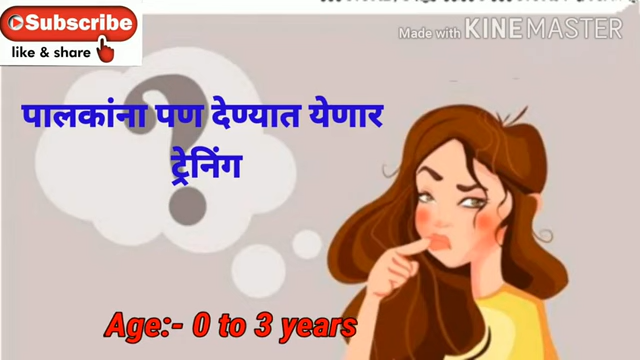 Subscribe
like & share
Made with KINEMASTER
पालकांना पण देण्यात येणार
ट्रेनिंग
Age:- 0 to 3 years